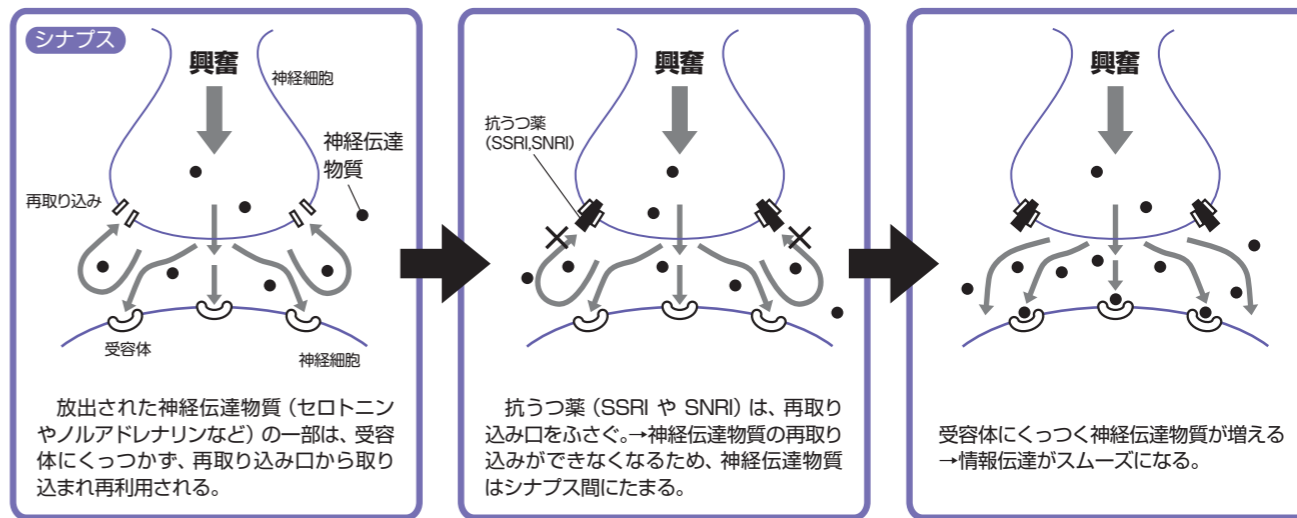 シナプス
興奮
神経細胞
神経伝達
物質
再取り込み
受容体
神経細胞
放出された神経伝達物質（セロトニン
やノルアドレナリンなど）の一部は、受容
体にくっつかず、再取り込み口から取り
込まれ再利用される。
興奮
抗うつ薬
(SSRI,SNRI)
抗うつ薬（SSRI や SNRI）は、再取り
込み口をふさぐ。→神経伝達物質の再取り
込みができなくなるため、神経伝達物質
はシナプス間にたまる。
興奮
受容体にくっつく神経伝達物質が増える
→情報伝達がスムーズになる。